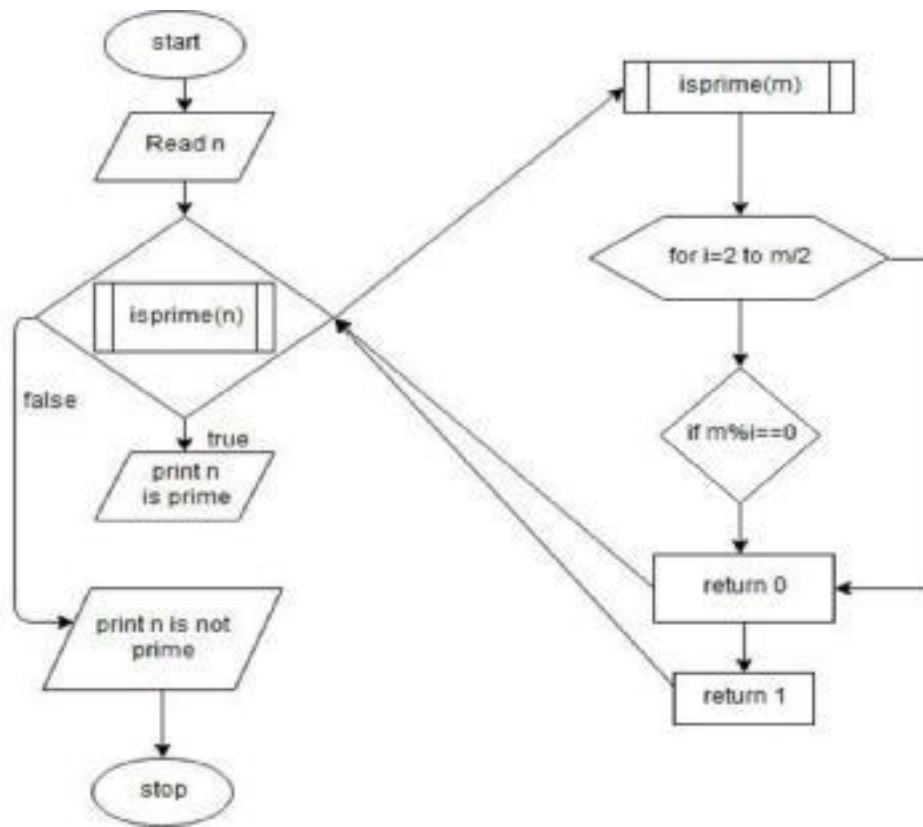 start
Read n
isprime(n)
false
true
print n
is prime
print n is not
prime
stop
isprime(m)
for i=2 to m/2
if m%i==0
return 0
return 1